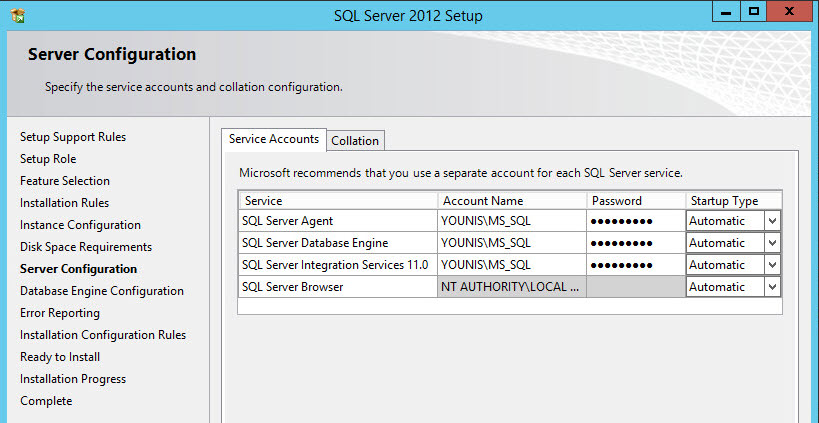 SQL Server 2012 Setup
Server Configuration
Specify the service accounts and collation configuration.
Setup Support Rules
Setup Role
Feature Selection
Installation Rules
Instance Configuration
Disk Space Requirements
Server Configuration
Database Engine Configuration
Error Reporting
Installation Configuration Rules
Ready to Install
Installation Progress
Complete
Service Accounts Collation
Microsoft recommends that you use a separate account for each SQL Server service.
Service Account Name Password Startup Type
SQL Server Agent YOUNIS\MS_SQL ●●●●●●●●● Automatic
SQL Server Database Engine YOUNIS\MS_SQL ●●●●●●●●● Automatic
SQL Server Integration Services 11.0 YOUNIS\MS_SQL ●●●●●●●●● Automatic
SQL Server Browser NT AUTHORITY\LOCAL ... Automatic